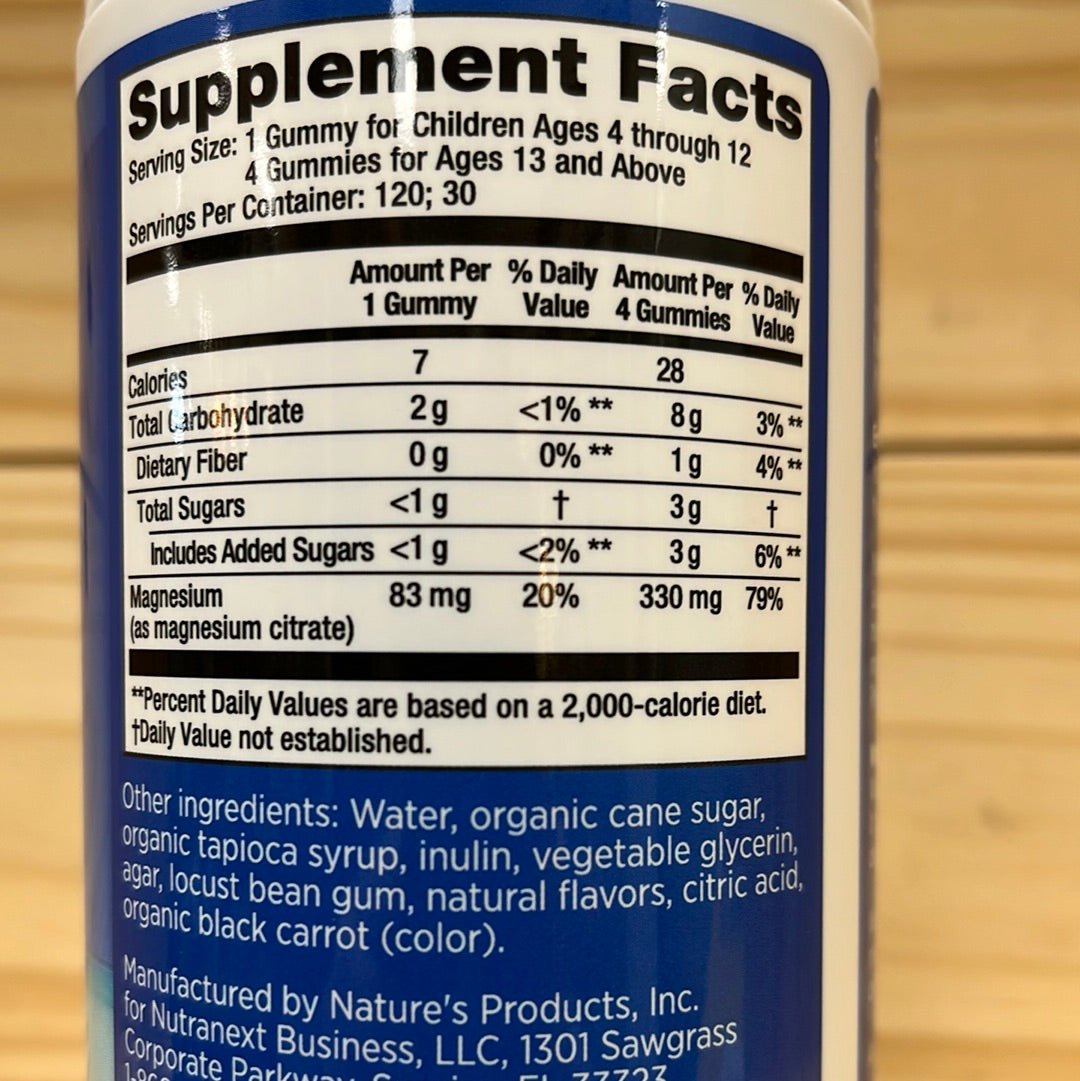 Supplement Facts
Serving Size: 1 Gummy for Children Ages 4 through 12
4 Gummies for Ages 13 and Above
Servings Per Container: 120; 30
Amount Per 1 Gummy % Daily Value Amount Per 4 Gummies % Daily Value
Calories 7 28
Total Carbohydrate 2 g <1% ** 8 g 3% **
Dietary Fiber 0 g 0% ** 1 g 4% **
Total Sugars <1 g † 3 g †
Includes Added Sugars <1 g <2% ** 3 g 6% **
Magnesium 83 mg 20% 330 mg 79%
(as magnesium citrate)
**Percent Daily Values are based on a 2,000-calorie diet.
†Daily Value not established.
Other ingredients: Water, organic cane sugar,
organic tapioca syrup, inulin, vegetable glycerin,
agar, locust bean gum, natural flavors, citric acid,
organic black carrot (color).
Manufactured by Nature's Products, Inc.
for Nutranext Business, LLC, 1301 Sawgrass
Corporate Parkway